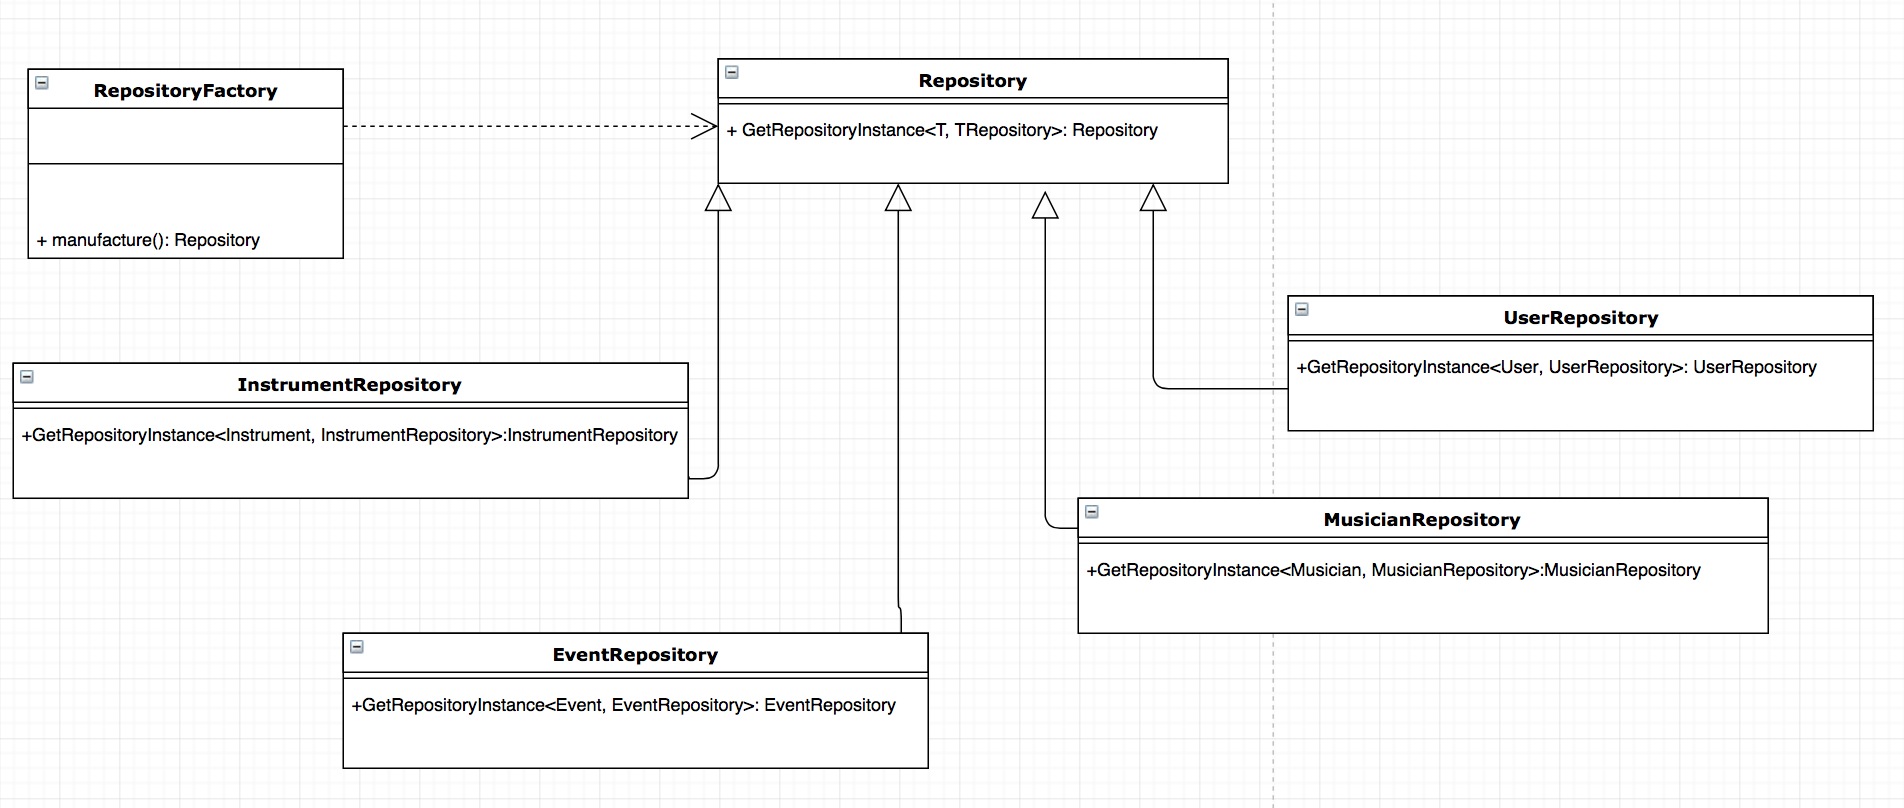 RepositoryFactory
+ manufacture(): Repository
Repository
+ GetRepositoryInstance<T, TRepository>: Repository
InstrumentRepository
+GetRepositoryInstance<Instrument, InstrumentRepository>:InstrumentRepository
UserRepository
+GetRepositoryInstance<User, UserRepository>: UserRepository
MusicianRepository
+GetRepositoryInstance<Musician, MusicianRepository>:MusicianRepository
EventRepository
+GetRepositoryInstance<Event, EventRepository>: EventRepository